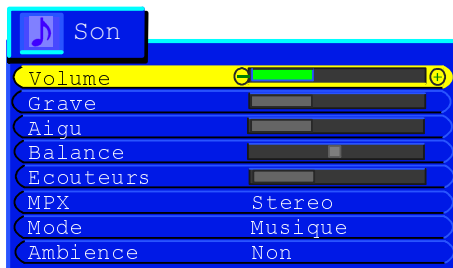 Son
Volume
Grave
Aigu
Balance
Ecouteurs
MPX Stereo
Mode Musique
Ambience Non